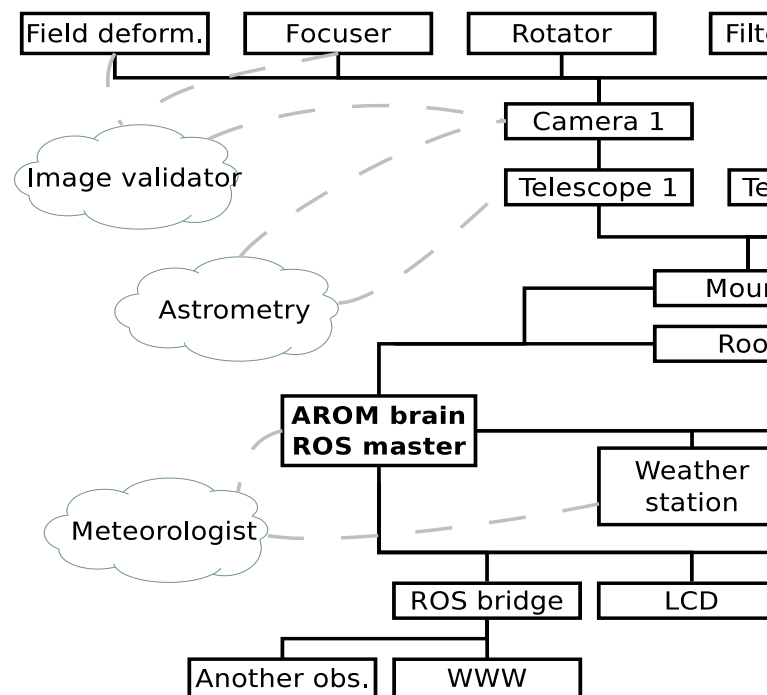 Field deform.
Focuser
Rotator
Camera 1
Image validator
Telescope 1
Astrometry
AROM brain
ROS master
Weather
station
Meteorologist
ROS bridge
LCD
Another obs.
WWW